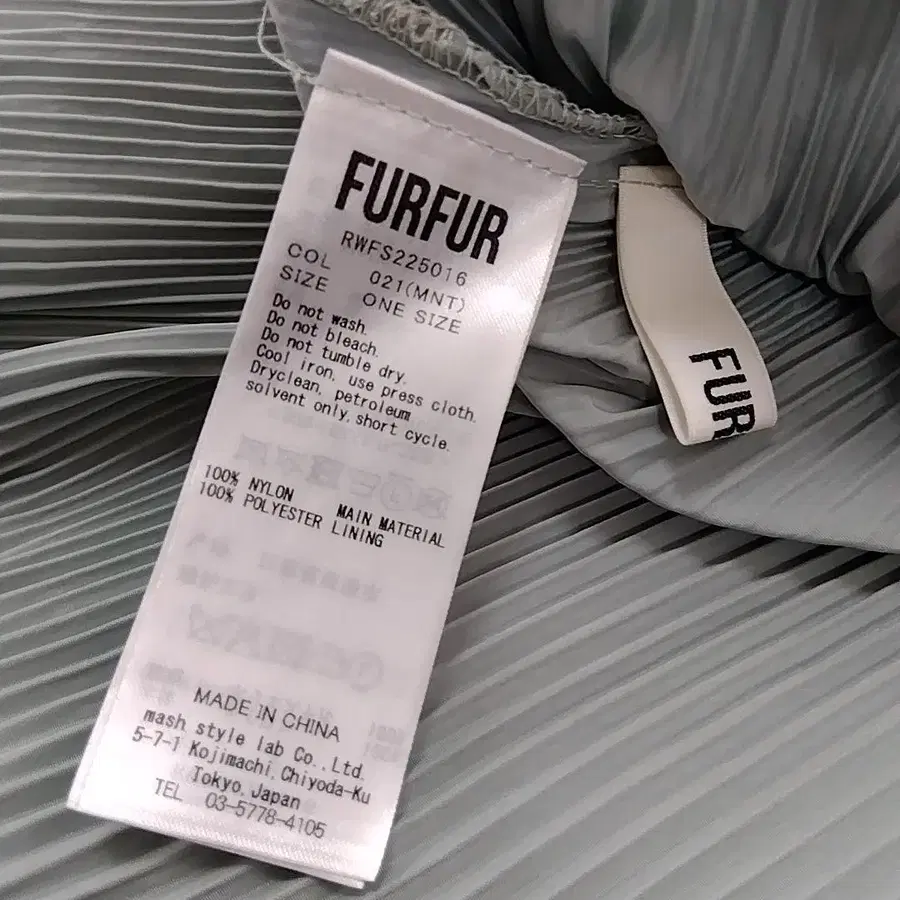 FURFUR
RWFS225016
COL 021(MNT)
SIZE ONE SIZE
Do not wash.
Do not bleach.
Do not tumble dry.
Cool iron, use press cloth.
Dryclean, petroleum
solvent only,short cycle.
100% NYLON MAIN MATERIAL
100% POLYESTER LINING
MADE IN CHINA
mash style lab Co.,Ltd.
5-7-1 Kojimachi,Chiyoda-Ku
Tokyo,Japan
TEL 03-5778-4105
FUR